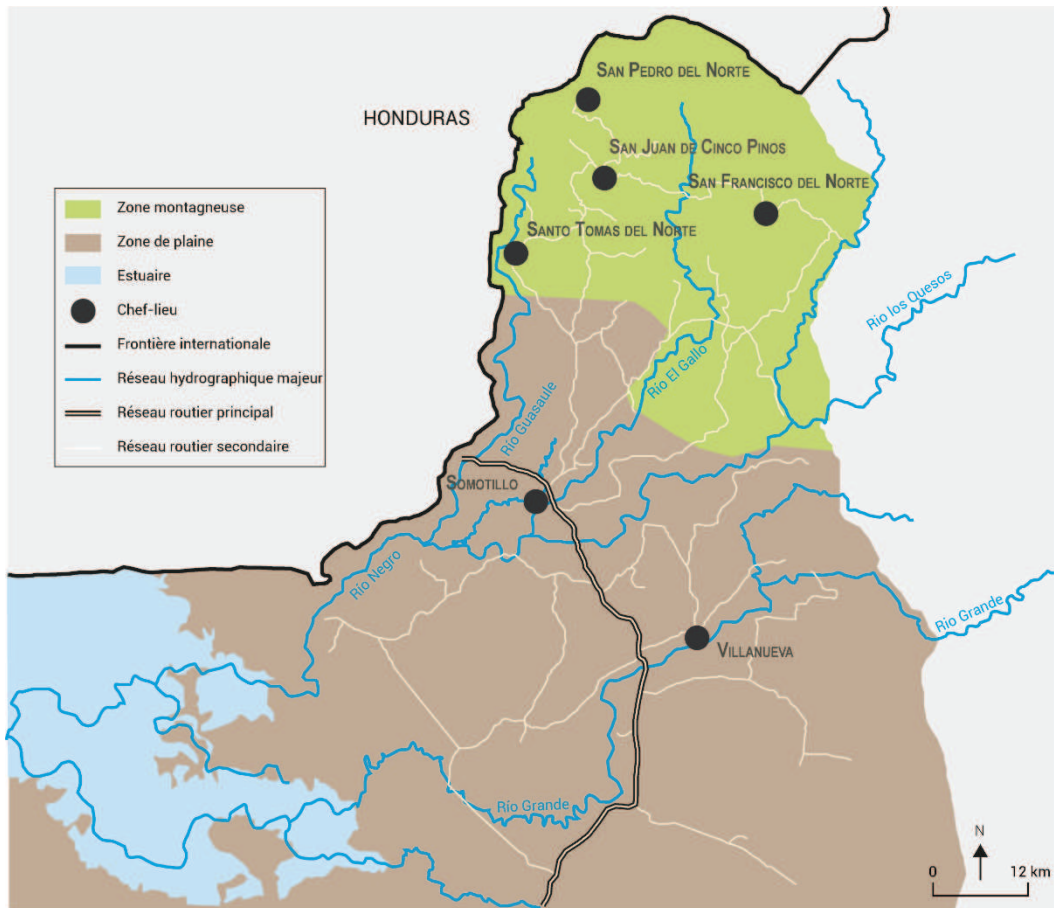 SAN PEDRO DEL NORTE
HONDURAS
SAN JUAN DE CINCO PINOS
SAN FRANCISCO DEL NORTE
SANTO TOMAS DEL NORTE
Zone montagneuse
Zone de plaine
Estuaire
Chef-lieu
Frontière internationale
Réseau hydrographique majeur
Réseau routier principal
Réseau routier secondaire
Rio los Quesos
Rio El Gallo
Rio Guasaule
SOMOTILLO
Rio Negro
Rio Grande
VILLANUEVA
Rio Grande
N
0 12 km